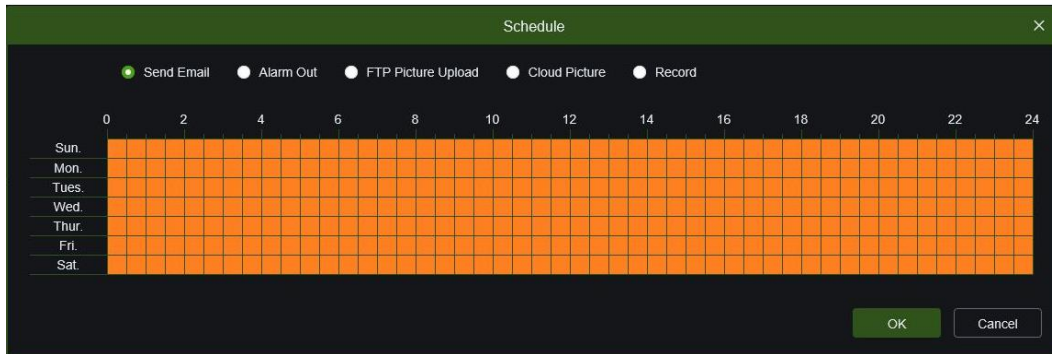 Schedule
Send Email Alarm Out FTP Picture Upload Cloud Picture Record
0 2 4 6 8 10 12 14 16 18 20 22 24
Sun.
Mon.
Tues.
Wed.
Thur.
Fri.
Sat.
OK Cancel